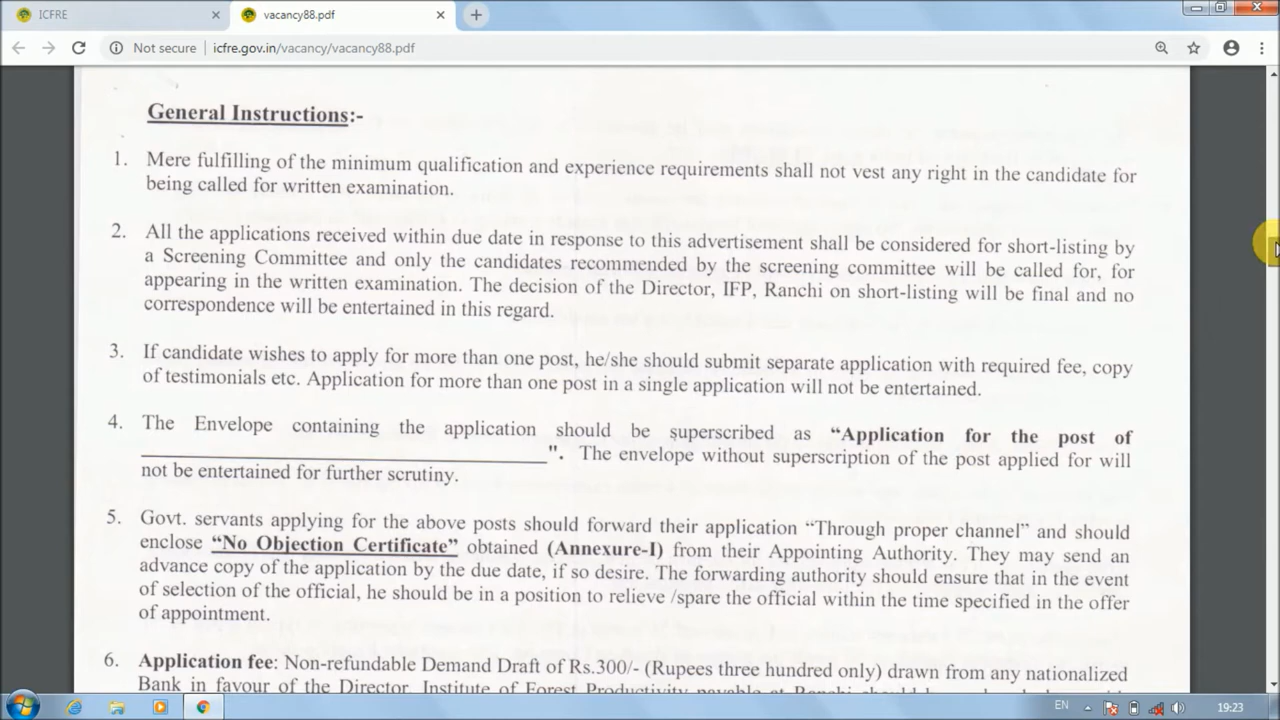 ICFRE
vacancy88.pdf
Not secure
icfre.gov.in/vacancy/vacancy88.pdf
General Instructions:-
1. Mere fulfilling of the minimum qualification and experience requirements shall not vest any right in the candidate for
being called for written examination.
2. All the applications received within due date in response to this advertisement shall be considered for short-listing by
a Screening Committee and only the candidates recommended by the screening committee will be called for, for
appearing in the written examination. The decision of the Director, IFP, Ranchi on short-listing will be final and no
correspondence will be entertained in this regard.
3. If candidate wishes to apply for more than one post, he/she should submit separate application with required fee, copy
of testimonials etc. Application for more than one post in a single application will not be entertained.
4. The Envelope containing the application should be superscribed as “Application for the post of
____________________". The envelope without superscription of the post applied for will
not be entertained for further scrutiny.
5. Govt. servants applying for the above posts should forward their application “Through proper channel” and should
enclose “No Objection Certificate” obtained (Annexure-I) from their Appointing Authority. They may send an
advance copy of the application by the due date, if so desire. The forwarding authority should ensure that in the event
of selection of the official, he should be in a position to relieve /spare the official within the time specified in the offer
of appointment.
6. Application fee: Non-refundable Demand Draft of Rs.300/- (Rupees three hundred only) drawn from any nationalized
Bank in favour of the Director, Institute of Forest Productivity payable at Ranchi should
EN
19:23